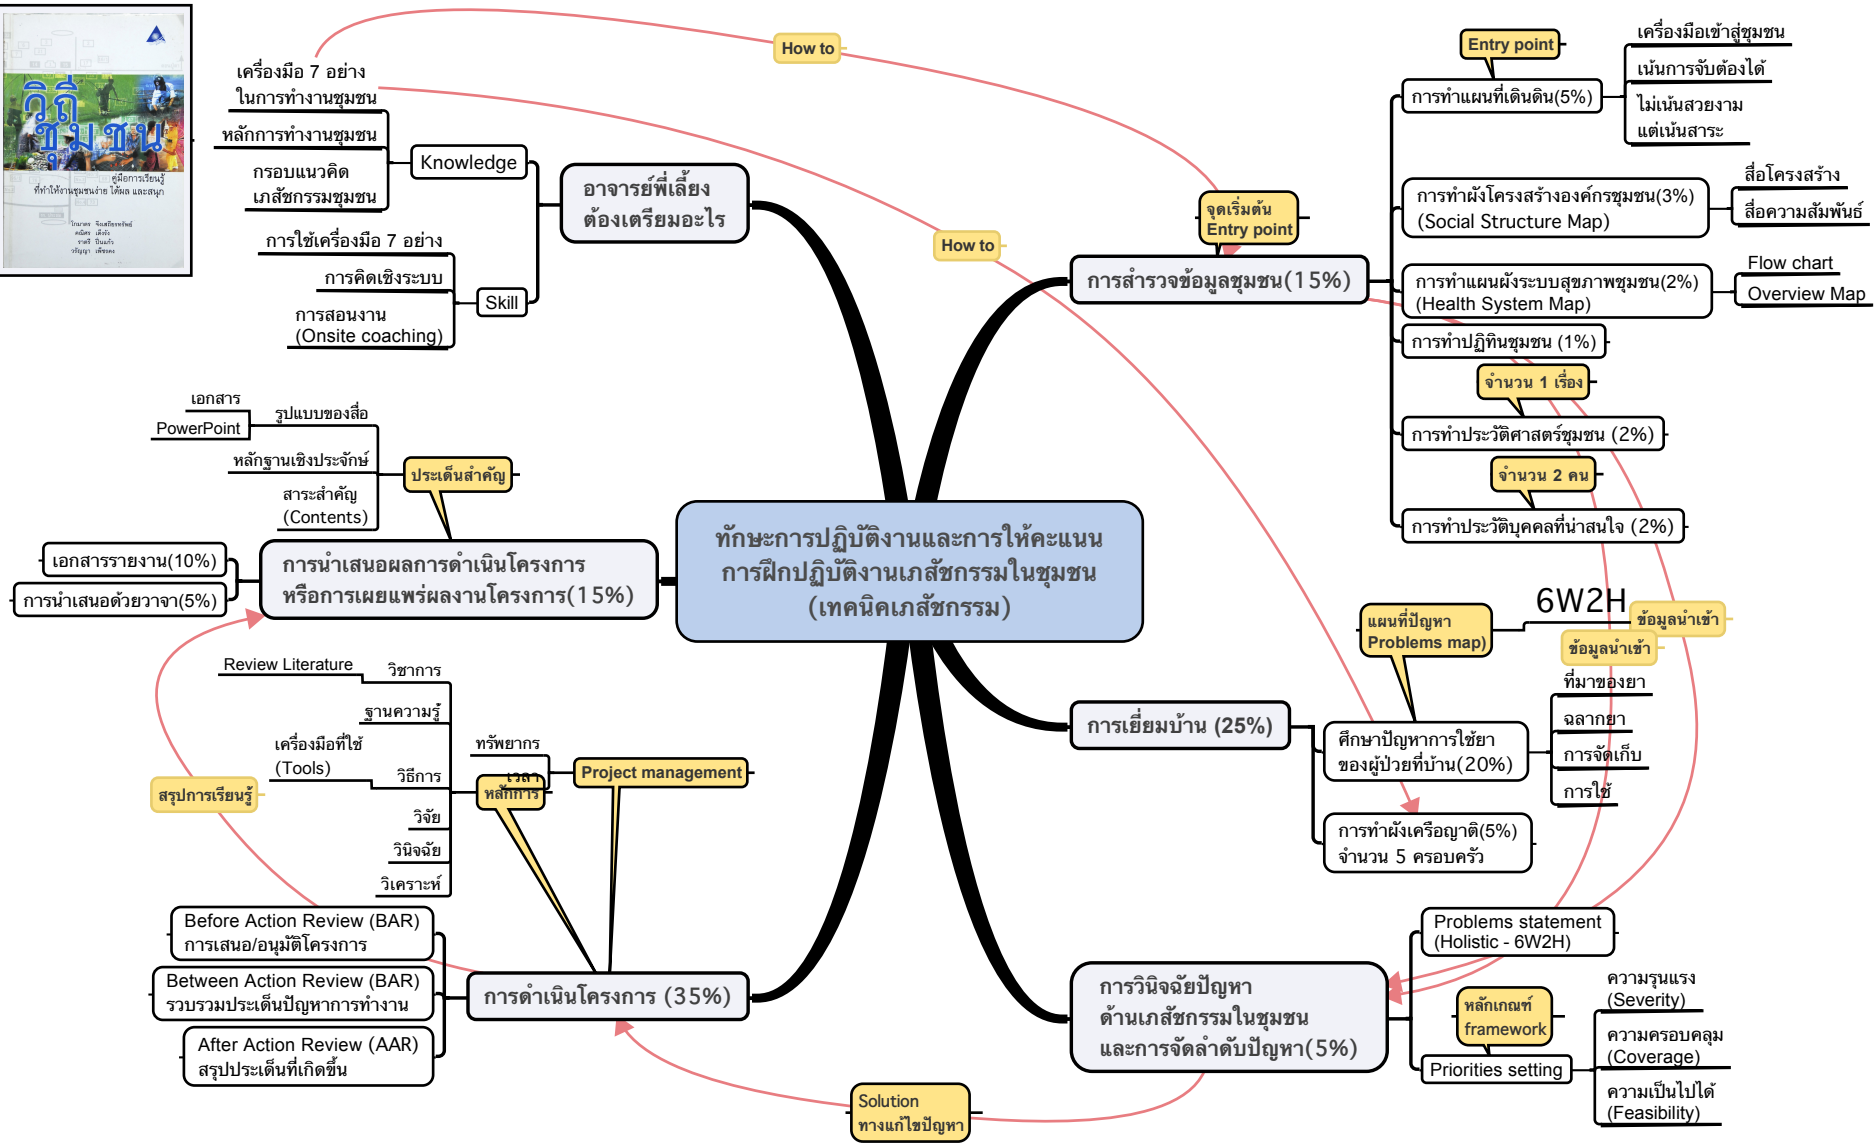 วิถี
ชุมชน
คู่มือการเรียนรู้
ที่ทำให้งานชุมชนง่าย ได้ผล และสนุก
โกมาตร จึงเสถียรทรัพย์
คณิศร เต็งรัง
ราตรี ปิ่นแก้ว
วรัญญา เพ็ชรคง
เครื่องมือ 7 อย่าง
ในการทำงานชุมชน
หลักการทำงานชุมชน
กรอบแนวคิด
เภสัชกรรมชุมชน
Knowledge
การใช้เครื่องมือ 7 อย่าง
การคิดเชิงระบบ
การสอนงาน
(Onsite coaching)
Skill
อาจารย์พี่เลี้ยง
ต้องเตรียมอะไร
How to
How to
จุดเริ่มต้น
Entry point
การสำรวจข้อมูลชุมชน(15%)
Entry point
การทำแผนที่เดินดิน(5%)
เครื่องมือเข้าสู่ชุมชน
เน้นการจับต้องได้
ไม่เน้นสวยงาม
แต่เน้นสาระ
การทำผังโครงสร้างองค์กรชุมชน(3%)
(Social Structure Map)
สื่อโครงสร้าง
สื่อความสัมพันธ์
การทำแผนผังระบบสุขภาพชุมชน(2%)
(Health System Map)
Flow chart
Overview Map
การทำปฏิทินชุมชน (1%)
จำนวน 1 เรื่อง
การทำประวัติศาสตร์ชุมชน (2%)
จำนวน 2 คน
การทำประวัติบุคคลที่น่าสนใจ (2%)
เอกสาร
PowerPoint
รูปแบบของสื่อ
หลักฐานเชิงประจักษ์
สาระสำคัญ
(Contents)
ประเด็นสำคัญ
เอกสารรายงาน(10%)
การนำเสนอด้วยวาจา(5%)
การนำเสนอผลการดำเนินโครงการ
หรือการเผยแพร่ผลงานโครงการ(15%)
ทักษะการปฏิบัติงานและการให้คะแนน
การฝึกปฏิบัติงานเภสัชกรรมในชุมชน
(เทคนิคเภสัชกรรม)
การเยี่ยมบ้าน (25%)
แผนที่ปัญหา
Problems map)
6W2H
ข้อมูลนำเข้า
ข้อมูลนำเข้า
ศึกษาปัญหาการใช้ยา
ของผู้ป่วยที่บ้าน(20%)
ที่มาของยา
ฉลากยา
การจัดเก็บ
การใช้
การทำผังเครือญาติ(5%)
จำนวน 5 ครอบครัว
Review Literature
วิชาการ
ฐานความรู้
เครื่องมือที่ใช้
(Tools)
วิธีการ
วิจัย
วินิจฉัย
วิเคราะห์
ทรัพยากร
เวลา
หลักการ
Project management
สรุปการเรียนรู้
Before Action Review (BAR)
การเสนอ/อนุมัติโครงการ
Between Action Review (BAR)
รวบรวมประเด็นปัญหาการทำงาน
After Action Review (AAR)
สรุปประเด็นที่เกิดขึ้น
การดำเนินโครงการ (35%)
Solution
ทางแก้ไขปัญหา
การวินิจฉัยปัญหา
ด้านเภสัชกรรมในชุมชน
และการจัดลำดับปัญหา(5%)
Problems statement
(Holistic - 6W2H)
หลักเกณฑ์
framework
Priorities setting
ความรุนแรง
(Severity)
ความครอบคลุม
(Coverage)
ความเป็นไปได้
(Feasibility)